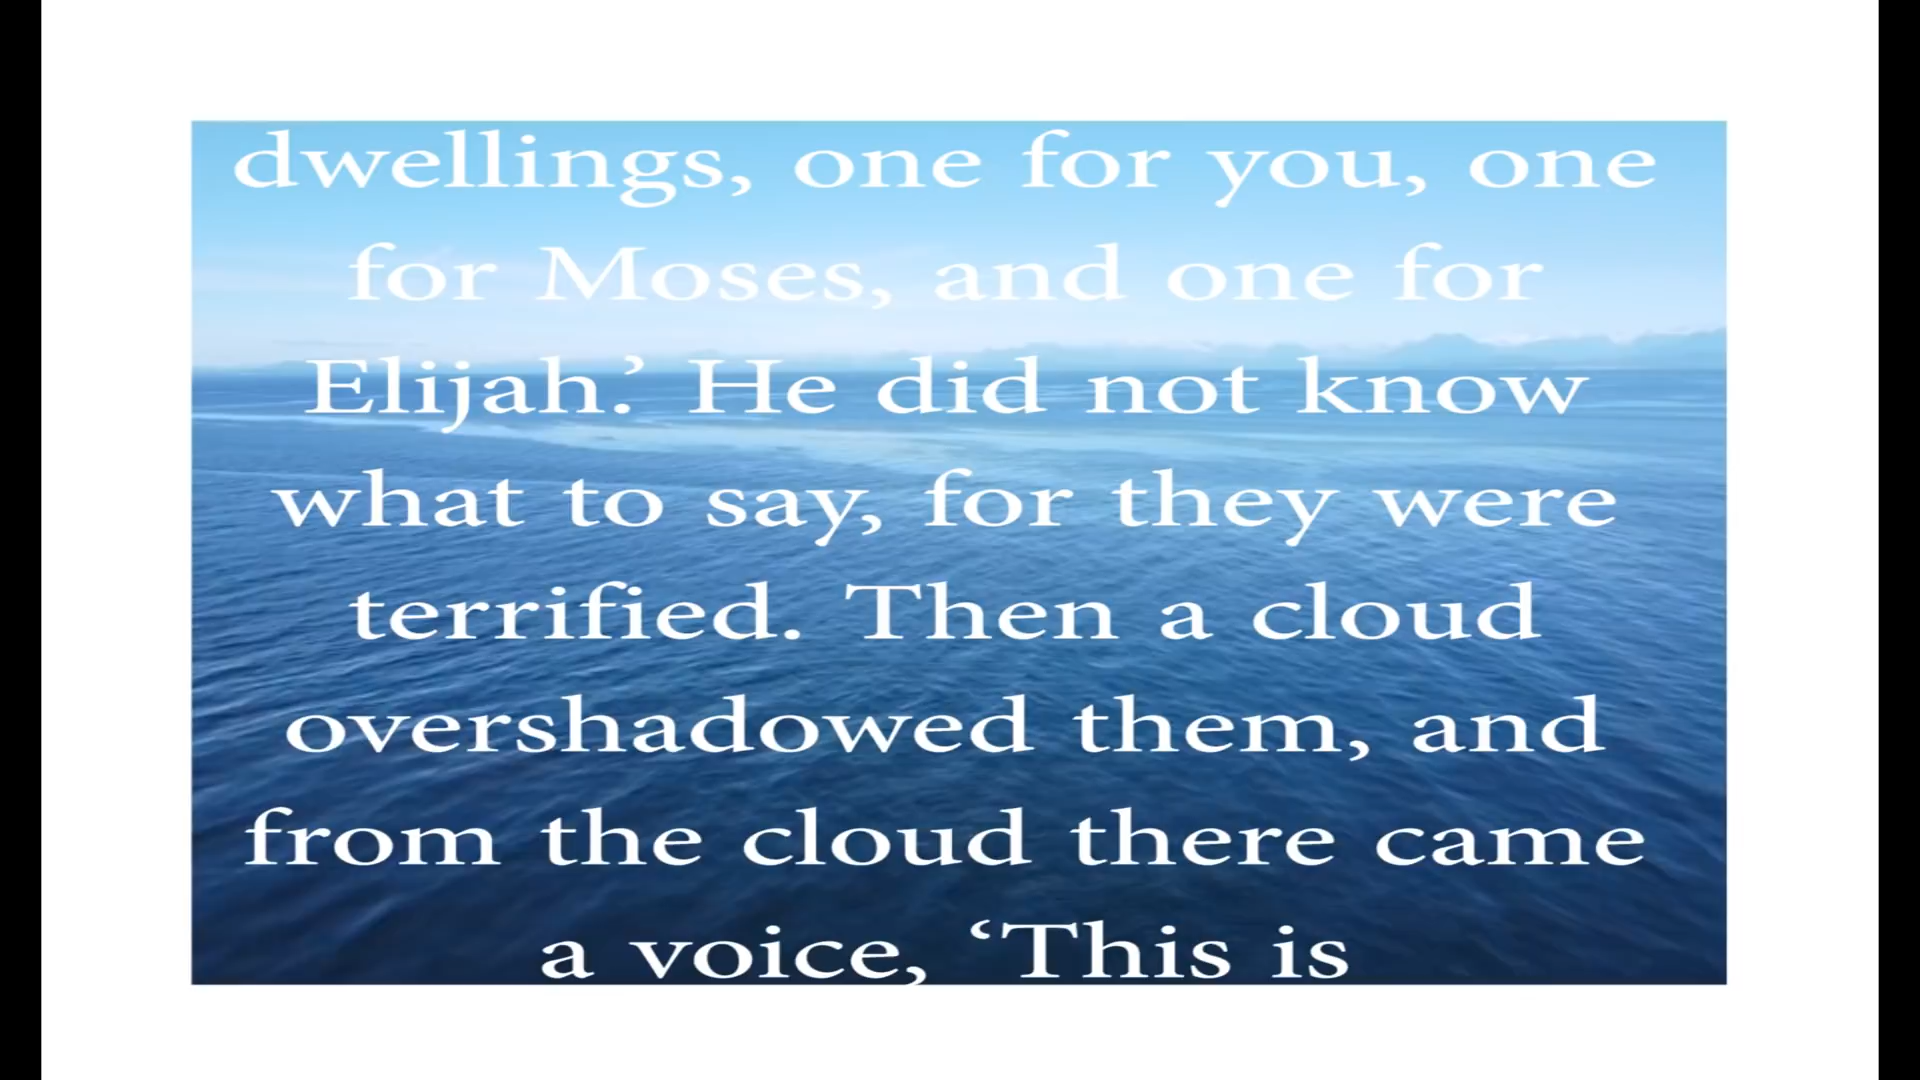 dwellings, one for you, one
for Moses, and one for
Elijah.’ He did not know
what to say, for they were
terrified. Then a cloud
overshadowed them, and
from the cloud there came
a voice, ‘This is